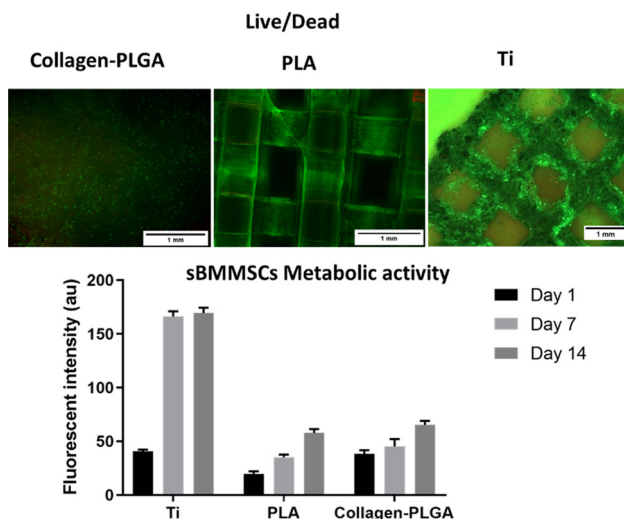 Live/Dead
Collagen-PLGA
PLA
Ti
1 mm
1 mm
1 mm
sBMMSCs Metabolic activity
Fluorescent intensity (au)
200
150
100
50
0
Ti
PLA
Collagen-PLGA
Day 1
Day 7
Day 14